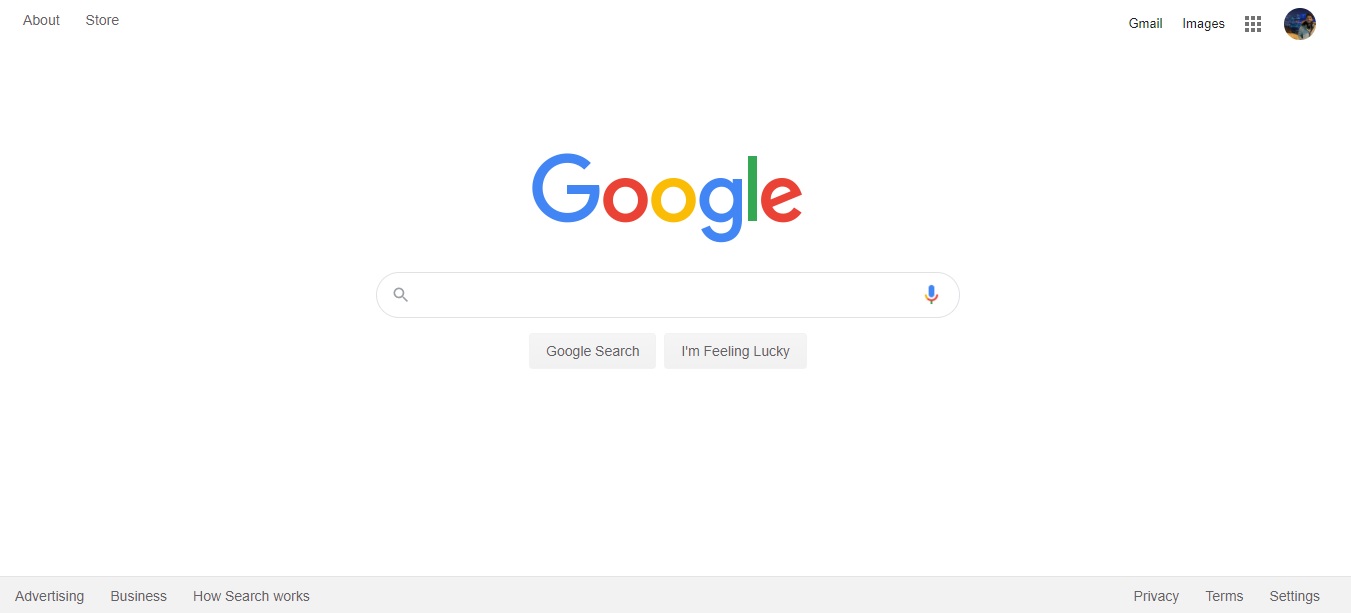 About Store Gmail Images
Google
Google Search I'm Feeling Lucky
Advertising Business How Search works Privacy Terms Settings